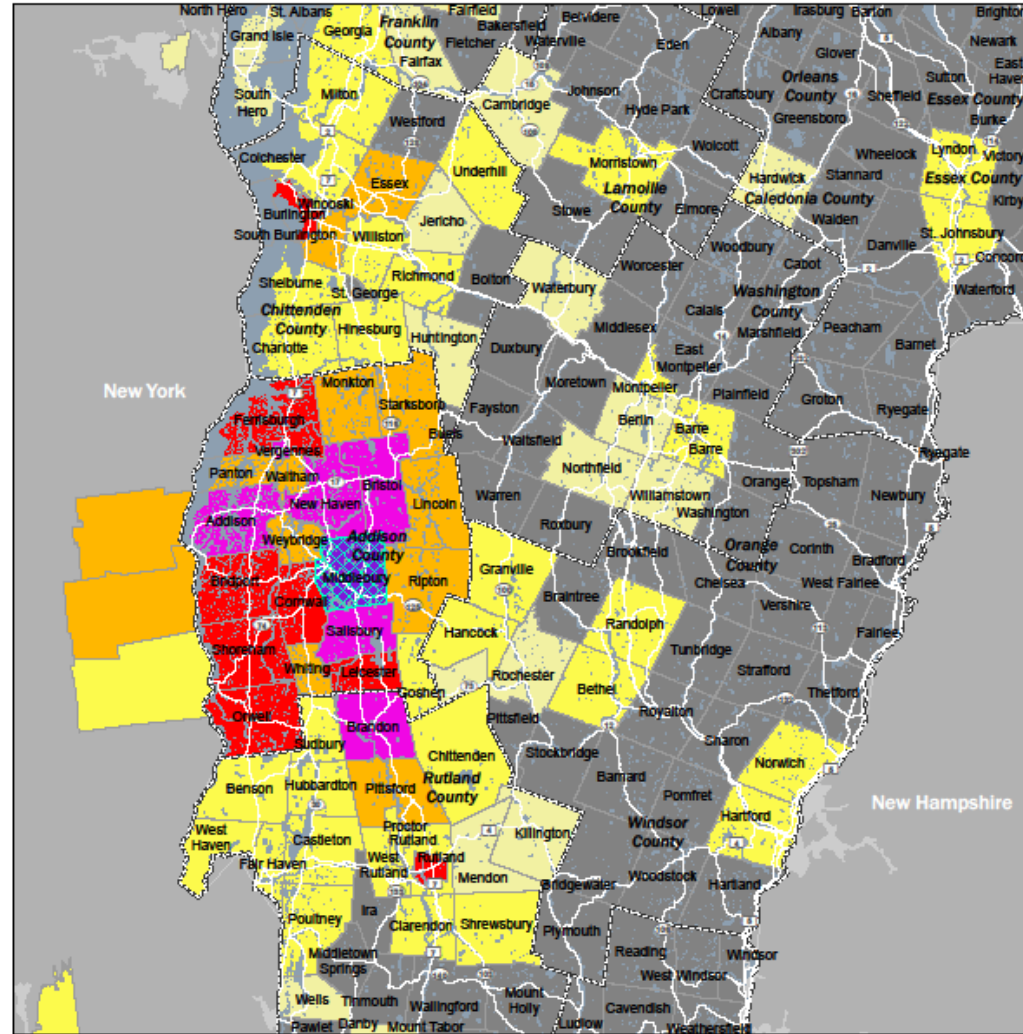 North Hero
St. Albans
Fairfield
Belvidere
Lowell
Irasburg
Barton
Brighton
Georgia
Franklin
County
Bakersfield
Grand Isle
Fletcher
Waterville
Eden
Albany
Glover
Newark
Fairfax
Orleans
County
Sutton
East
Haven
South
Hero
Milton
Cambridge
Johnson
Hyde Park
Craftsbury
Sheffield
Essex County
Westford
Greensboro
Burke
Wolcott
Wheelock
Lyndon
Victory
Colchester
Essex
Underhill
Morristown
Lamoille
County
Hardwick
Stannard
Essex County
Caledonia County
Kirby
Winooski
Burlington
Jericho
Stowe
Elmore
Walden
South Burlington
Williston
Woodbury
Danville
St. Johnsbury
Concord
Shelburne
St. George
Richmond
Bolton
Waterbury
Worcester
Cabot
Washington
County
Waterford
Chittenden
County
Hinesburg
Huntington
Middlesex
Calais
Marshfield
Peacham
Charlotte
Duxbury
East
Montpelier
Barnet
New York
Monkton
Starksboro
Moretown
Montpelier
Plainfield
Groton
Ferrisburgh
Fayston
Berlin
Barre
Ryegate
Vergennes
Buels
Waitsfield
Barre
Ryegate
Panton
Waltham
Bristol
Northfield
Addison
New Haven
Lincoln
Warren
Williamstown
Orange
Topsham
Newbury
Washington
Weybridge
Addison
County
Roxbury
Brookfield
Orange
County
Corinth
Bradford
Bridport
Middlebury
Ripton
Granville
Braintree
Chelsea
West Fairlee
Cornwall
Vershire
Salisbury
Hancock
Randolph
Tunbridge
Fairlee
Shoreham
Whiting
Leicester
Goshen
Rochester
Bethel
Strafford
Thetford
Orwell
Brandon
Pittsfield
Royalton
Sudbury
Chittenden
Stockbridge
Sharon
Norwich
Benson
Hubbardton
Pittsford
Rutland
County
Barnard
Pomfret
New Hampshire
West
Haven
Castleton
Proctor
Rutland
Killington
Windsor
County
Hartford
Fair Haven
West
Rutland
Rutland
Mendon
Bridgewater
Woodstock
Hartland
Poultney
Ira
Clarendon
Shrewsbury
Plymouth
Middletown
Springs
Reading
Windsor
West Windsor
Wells
Tinmouth
Wallingford
Mount
Holly
Cavendish
Pawlet
Danby
Mount Tabor
Ludlow
Weathersfield